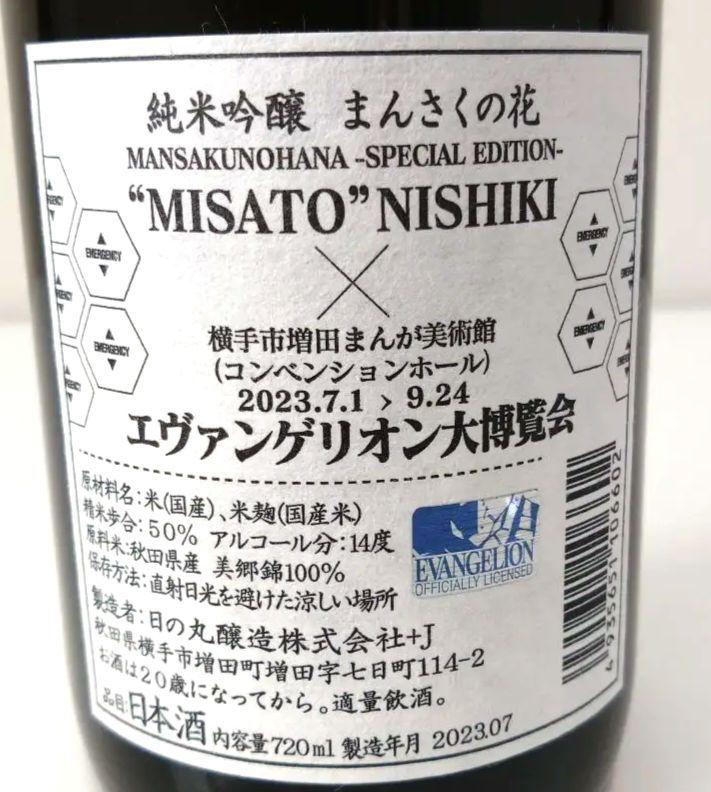 純米吟醸 まんさくの花
MANSAKUNOHANA -SPECIAL EDITION-
“MISATO” NISHIKI
×
横手市増田まんが美術館
(コンベンションホール)
2023.7.1 › 9.24
エヴァンゲリオン大博覧会
EMERGENCY
EMERGENCY
EMERGENCY
EMERGENCY
原材料名:米(国産)、米麹(国産米)
精米歩合:50% アルコール分:14度
原料米:秋田県産 美郷錦100%
保存方法:直射日光を避けた涼しい場所
EVANGELION
OFFICIALLY LICENSED
製造者:日の丸醸造株式会社+J
秋田県横手市増田町増田字七日町114-2
お酒は20歳になってから。適量飲酒。
品目:日本酒 内容量720ml 製造年月 2023.07
4935651106602